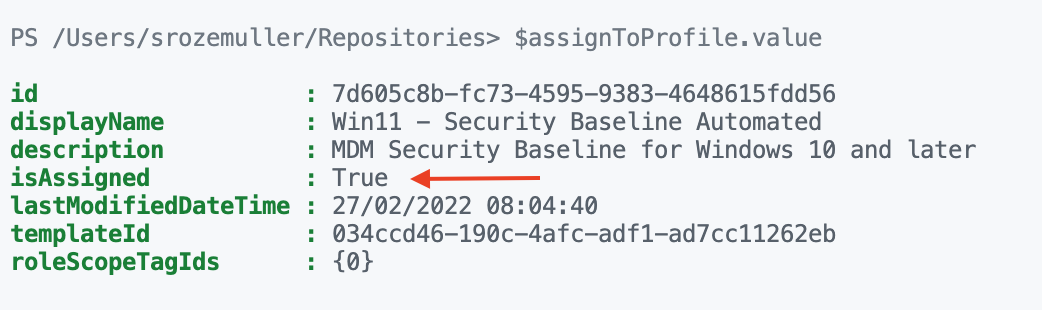 PS /Users/srozemuller/Repositories> $assignToProfile.value
id : 7d605c8b-fc73-4595-9383-4648615fdd56
displayName : Win11 - Security Baseline Automated
description : MDM Security Baseline for Windows 10 and later
isAssigned : True
lastModifiedDateTime : 27/02/2022 08:04:40
templateId : 034ccd46-190c-4afc-adf1-ad7cc11262eb
roleScopeTagIds : {0}